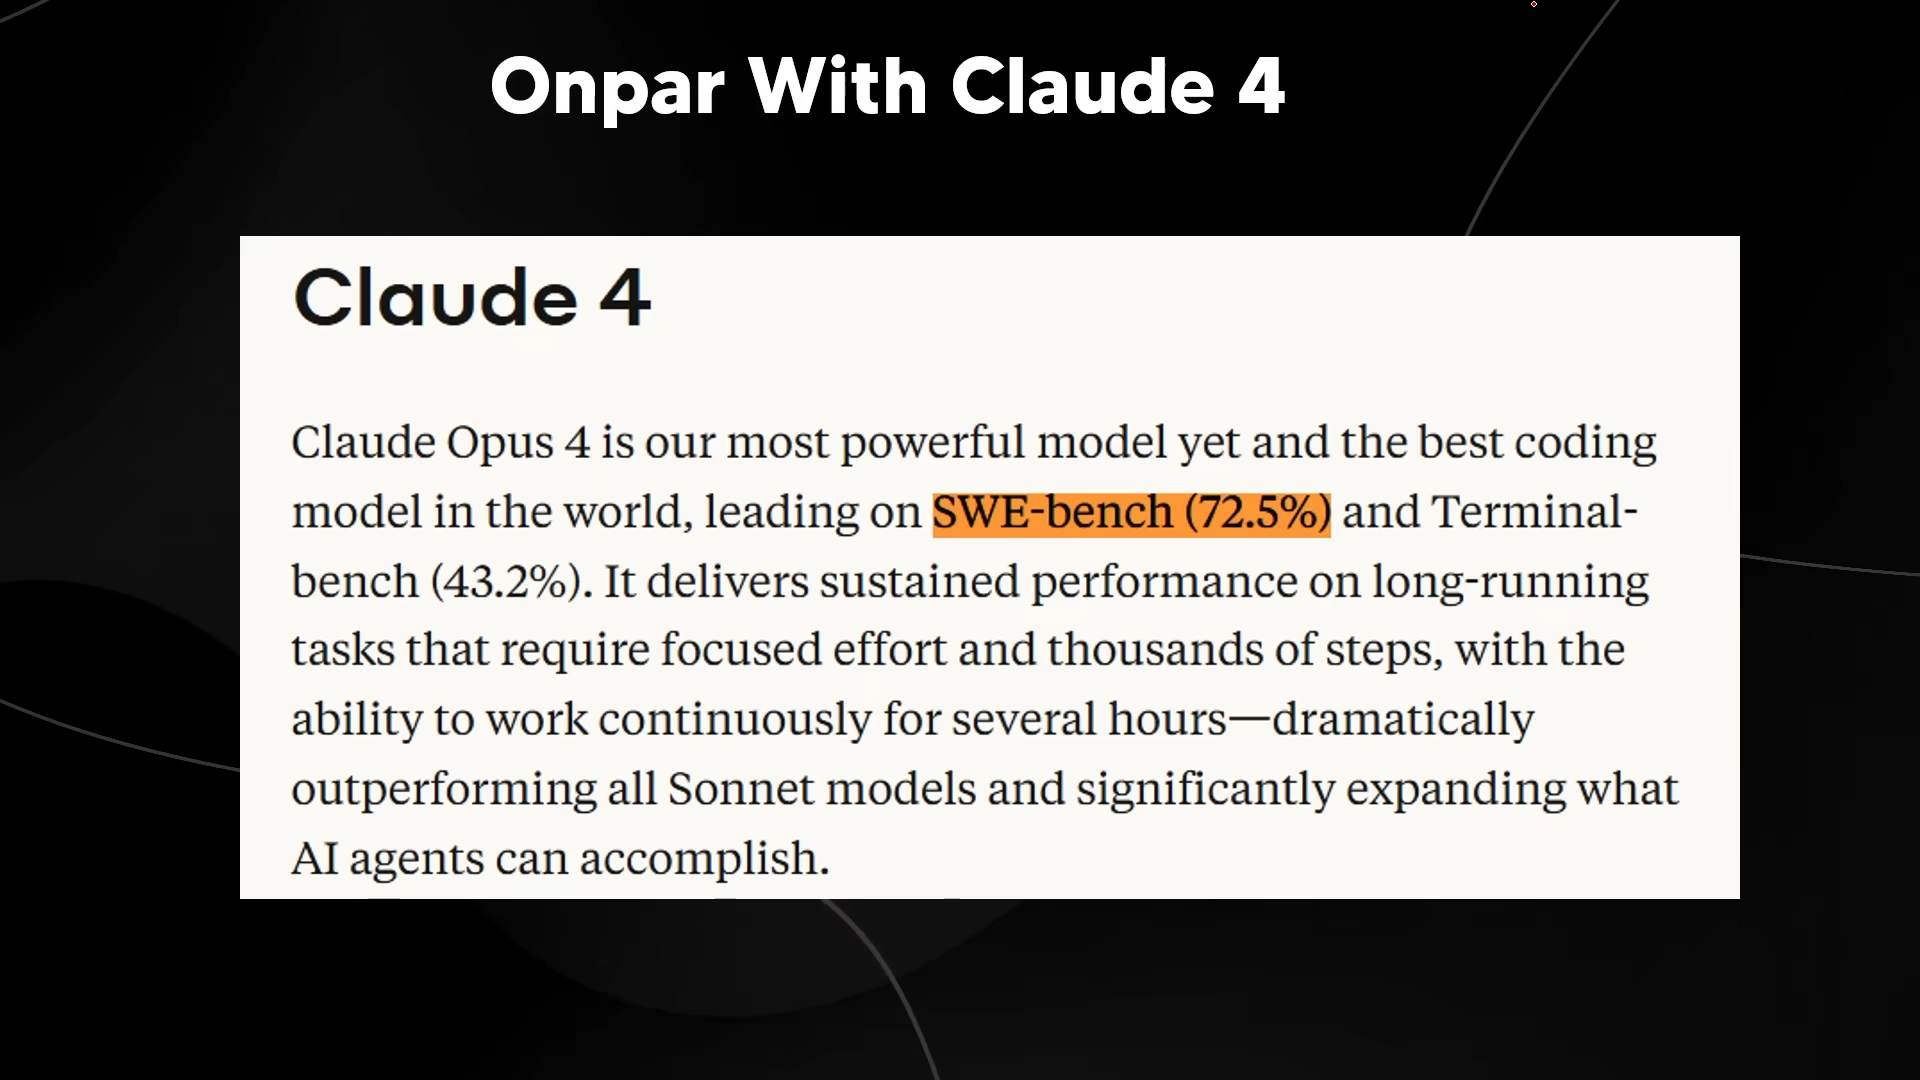 Onpar With Claude 4
Claude 4
Claude Opus 4 is our most powerful model yet and the best coding
model in the world, leading on SWE-bench (72.5%) and Terminal-
bench (43.2%). It delivers sustained performance on long-running
tasks that require focused effort and thousands of steps, with the
ability to work continuously for several hours—dramatically
outperforming all Sonnet models and significantly expanding what
AI agents can accomplish.